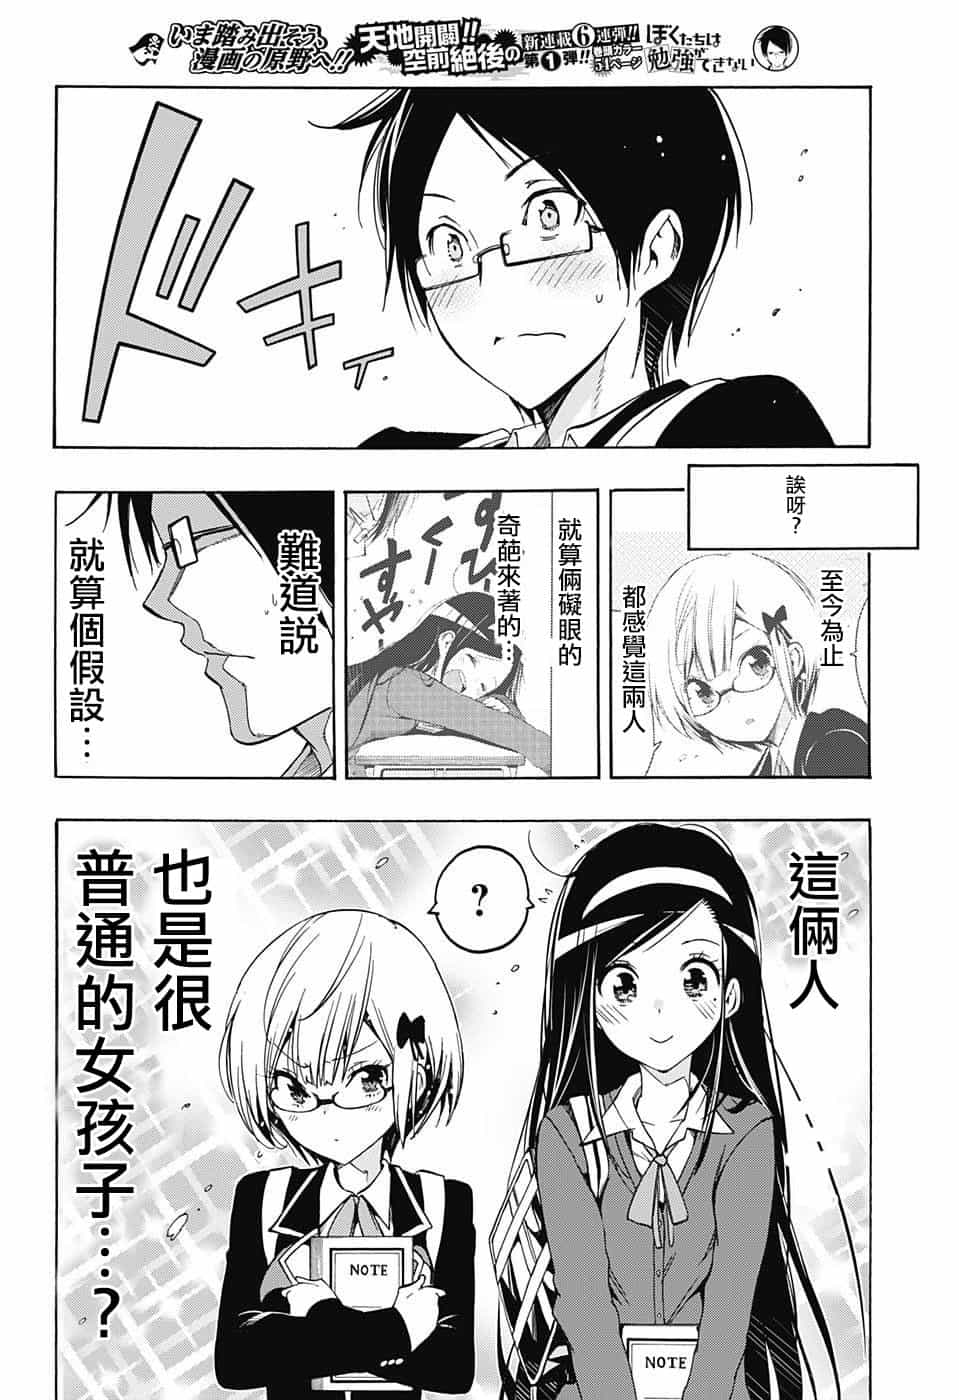 いま踏み出そう、
漫画の原野へ!!
天地開闢!!
空前絶後の
新連載6連弾!!
第1弾!!
巻頭カラー
51ページ
ぼくたちは
勉強ができない
ドキッ
誒呀？
至今為止
都感覺這兩人
就算倆礙眼的
奇葩來著的…
難道説
就算個假設…
這倆人
?
也是很
普通的女孩子……？
NOTE
NOTE